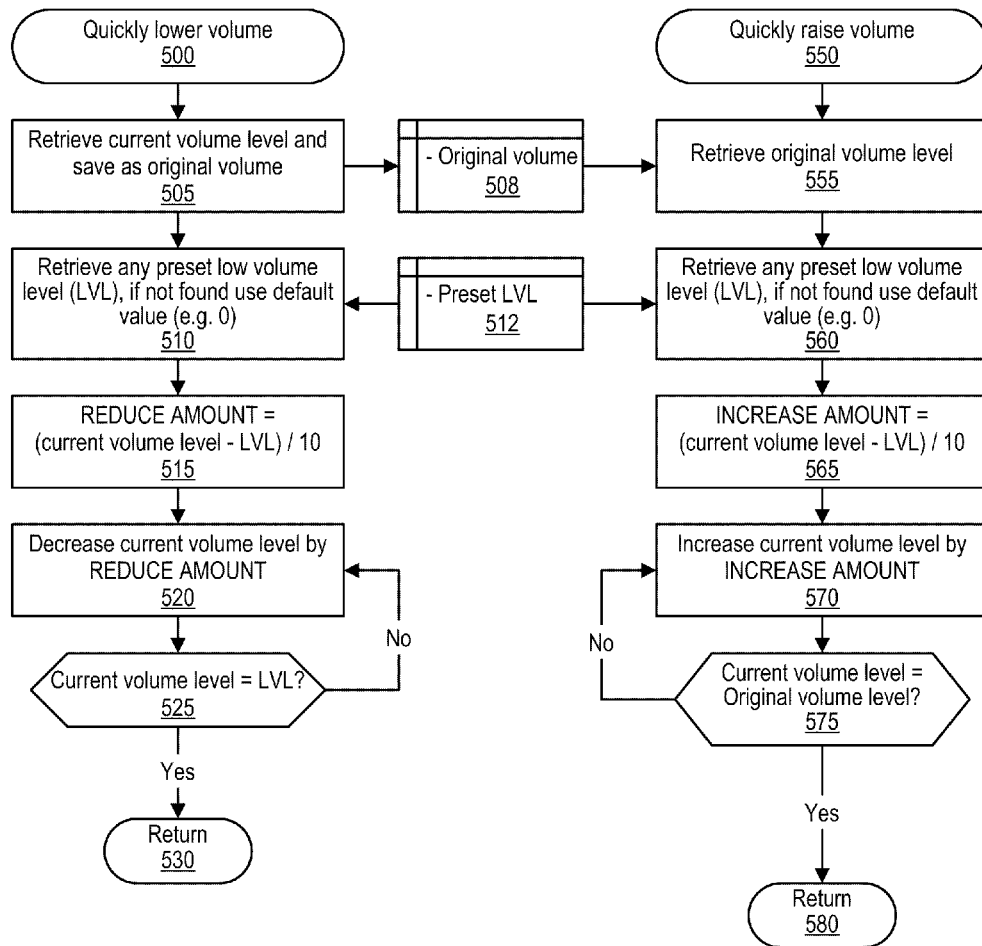 Quickly lower volume
500
Retrieve current volume level and
save as original volume
505
- Original volume
508
Retrieve any preset low volume
level (LVL), if not found use default
value (e.g. 0)
510
- Preset LVL
512
REDUCE AMOUNT =
(current volume level - LVL) / 10
515
Decrease current volume level by
REDUCE AMOUNT
520
No
Current volume level = LVL?
525
Yes
Return
530
Quickly raise volume
550
Retrieve original volume level
555
Retrieve any preset low volume
level (LVL), if not found use default
value (e.g. 0)
560
INCREASE AMOUNT =
(current volume level - LVL) / 10
565
Increase current volume level by
INCREASE AMOUNT
570
No
Current volume level =
Original volume level?
575
Yes
Return
580